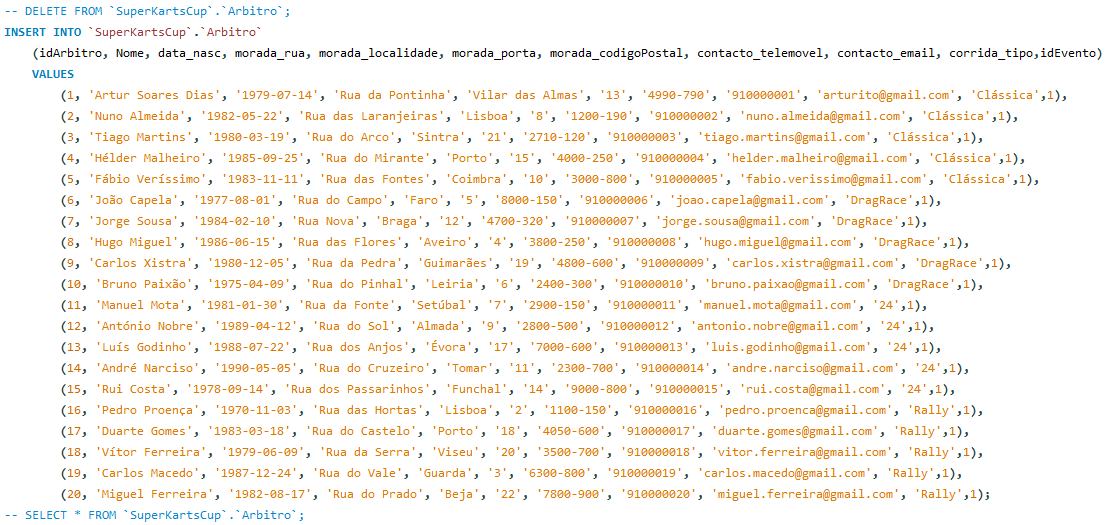 -- DELETE FROM `SuperKartsCup`.`Arbitro`;
INSERT INTO `SuperKartsCup`.`Arbitro`
(idArbitro, Nome, data_nasc, morada_rua, morada_localidade, morada_porta, morada_codigoPostal, contacto_telemovel, contacto_email, corrida_tipo,idEvento)
VALUES
(1, 'Artur Soares Dias', '1979-07-14', 'Rua da Pontinha', 'Vilar das Almas', '13', '4990-790', '910000001', 'arturito@gmail.com', 'Clássica',1),
(2, 'Nuno Almeida', '1982-05-22', 'Rua das Laranjeiras', 'Lisboa', '8', '1200-190', '910000002', 'nuno.almeida@gmail.com', 'Clássica',1),
(3, 'Tiago Martins', '1980-03-19', 'Rua do Arco', 'Sintra', '21', '2710-120', '910000003', 'tiago.martins@gmail.com', 'Clássica',1),
(4, 'Hélder Malheiro', '1985-09-25', 'Rua do Mirante', 'Porto', '15', '4000-250', '910000004', 'helder.malheiro@gmail.com', 'Clássica',1),
(5, 'Fábio Veríssimo', '1983-11-11', 'Rua das Fontes', 'Coimbra', '10', '3000-800', '910000005', 'fabio.verissimo@gmail.com', 'Clássica',1),
(6, 'João Capela', '1977-08-01', 'Rua do Campo', 'Faro', '5', '8000-150', '910000006', 'joao.capela@gmail.com', 'DragRace',1),
(7, 'Jorge Sousa', '1984-02-10', 'Rua Nova', 'Braga', '12', '4700-320', '910000007', 'jorge.sousa@gmail.com', 'DragRace',1),
(8, 'Hugo Miguel', '1986-06-15', 'Rua das Flores', 'Aveiro', '4', '3800-250', '910000008', 'hugo.miguel@gmail.com', 'DragRace',1),
(9, 'Carlos Xistra', '1980-12-05', 'Rua da Pedra', 'Guimarães', '19', '4800-600', '910000009', 'carlos.xistra@gmail.com', 'DragRace',1),
(10, 'Bruno Paixão', '1975-04-09', 'Rua do Pinhal', 'Leiria', '6', '2400-300', '910000010', 'bruno.paixao@gmail.com', 'DragRace',1),
(11, 'Manuel Mota', '1981-01-30', 'Rua da Fonte', 'Setúbal', '7', '2900-150', '910000011', 'manuel.mota@gmail.com', '24',1),
(12, 'António Nobre', '1989-04-12', 'Rua do Sol', 'Almada', '9', '2800-500', '910000012', 'antonio.nobre@gmail.com', '24',1),
(13, 'Luís Godinho', '1988-07-22', 'Rua dos Anjos', 'Évora', '17', '7000-600', '910000013', 'luis.godinho@gmail.com', '24',1),
(14, 'André Narciso', '1990-05-05', 'Rua do Cruzeiro', 'Tomar', '11', '2300-700', '910000014', 'andre.narciso@gmail.com', '24',1),
(15, 'Rui Costa', '1978-09-14', 'Rua dos Passarinhos', 'Funchal', '14', '9000-800', '910000015', 'rui.costa@gmail.com', '24',1),
(16, 'Pedro Proença', '1970-11-03', 'Rua das Hortas', 'Lisboa', '2', '1100-150', '910000016', 'pedro.proenca@gmail.com', 'Rally',1),
(17, 'Duarte Gomes', '1983-03-18', 'Rua do Castelo', 'Porto', '18', '4050-600', '910000017', 'duarte.gomes@gmail.com', 'Rally',1),
(18, 'Vítor Ferreira', '1979-06-09', 'Rua da Serra', 'Viseu', '20', '3500-700', '910000018', 'vitor.ferreira@gmail.com', 'Rally',1),
(19, 'Carlos Macedo', '1987-12-24', 'Rua do Vale', 'Guarda', '3', '6300-800', '910000019', 'carlos.macedo@gmail.com', 'Rally',1),
(20, 'Miguel Ferreira', '1982-08-17', 'Rua do Prado', 'Beja', '22', '7800-900', '910000020', 'miguel.ferreira@gmail.com', 'Rally',1);
-- SELECT * FROM `SuperKartsCup`.`Arbitro`;